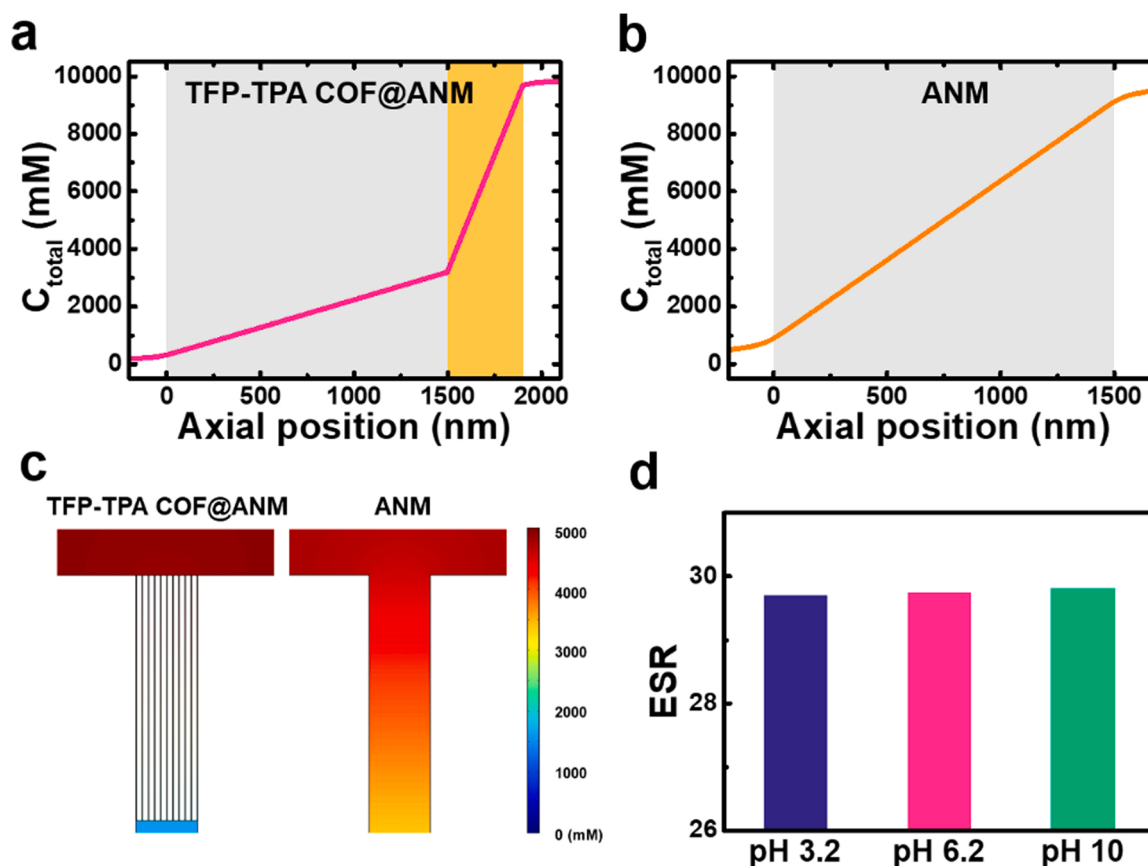 a
TFP-TPA COF@ANM
C_total (mM)
10000
8000
6000
4000
2000
0
0 500 1000 1500 2000
Axial position (nm)
b
ANM
C_total (mM)
10000
8000
6000
4000
2000
0
0 500 1000 1500
Axial position (nm)
c
TFP-TPA COF@ANM ANM
5000
4000
3000
2000
1000
0 (mM)
d
ESR
30
28
26
pH 3.2 pH 6.2 pH 10